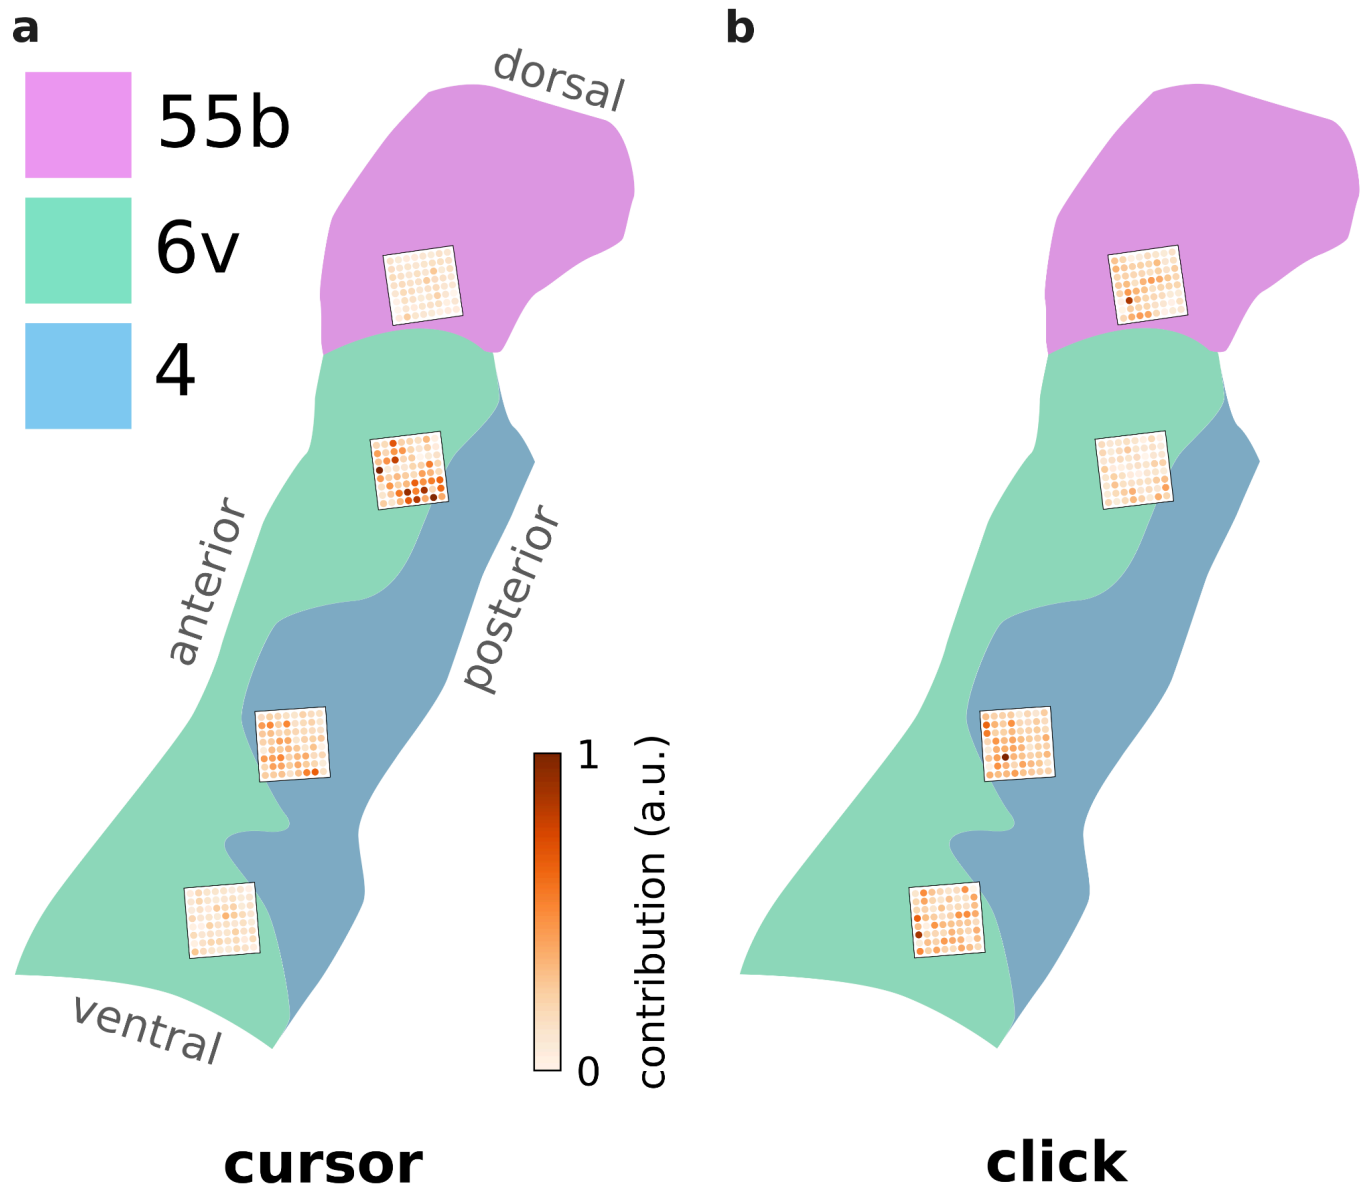 a
b
dorsal
55b
6v
4
anterior
posterior
1
contribution (a.u.)
0
ventral
cursor
click